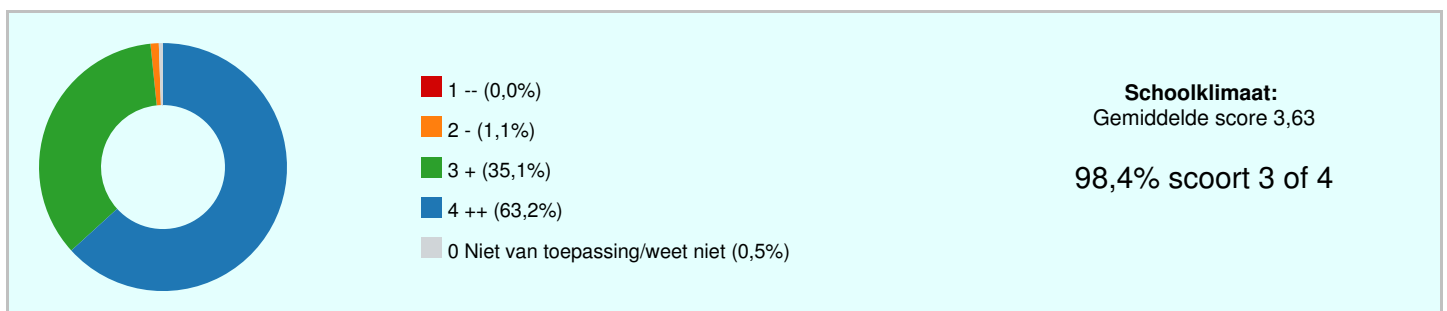 1 -- (0,0%)
2 - (1,1%)
3 + (35,1%)
4 ++ (63,2%)
0 Niet van toepassing/weet niet (0,5%)
Schoolklimaat:
Gemiddelde score 3,63
98,4% scoort 3 of 4